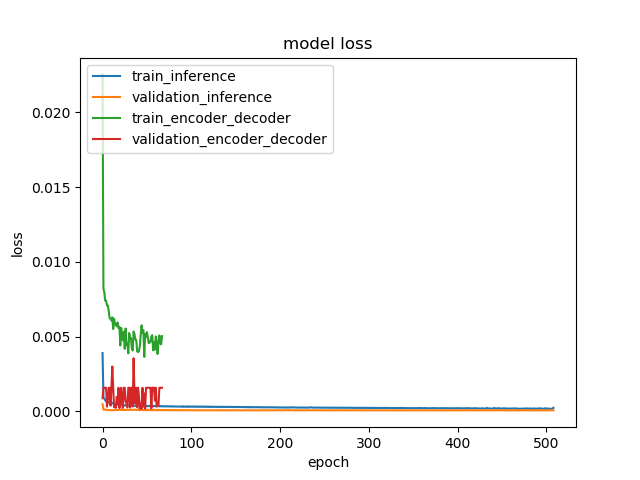 model loss
train_inference
validation_inference
train_encoder_decoder
validation_encoder_decoder
loss
0.020
0.015
0.010
0.005
0.000
0 100 200 300 400 500
epoch